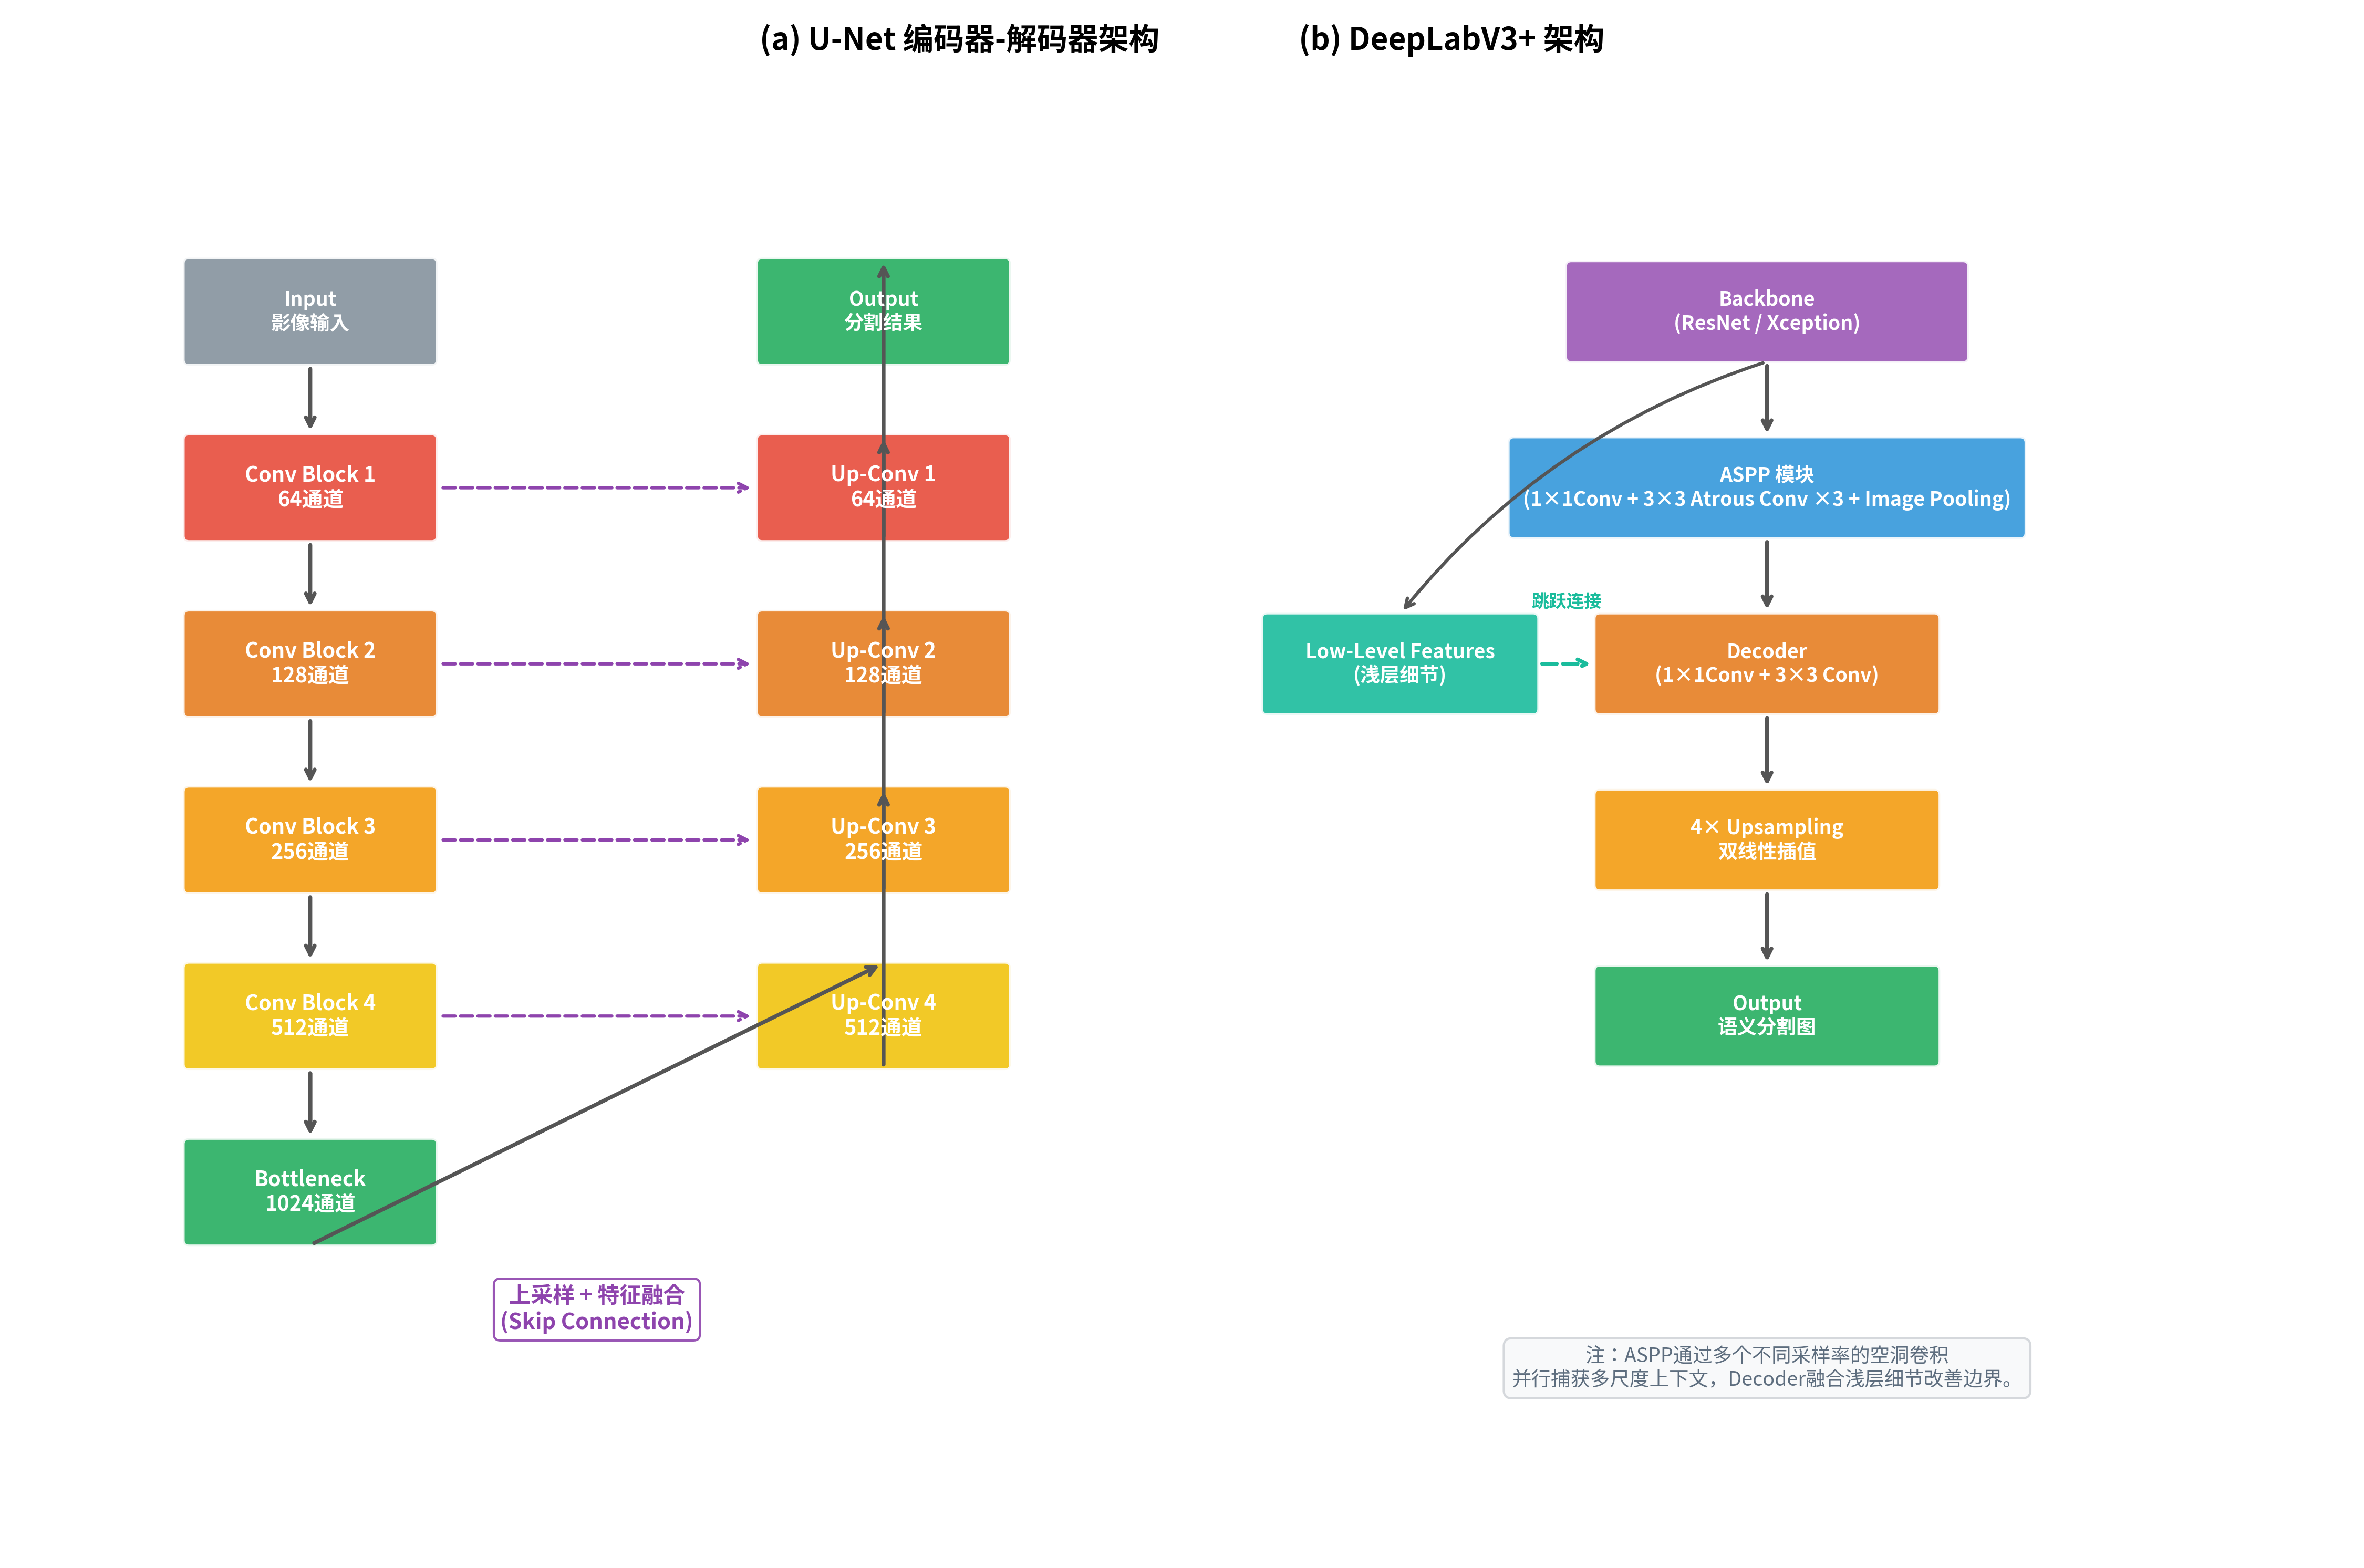 (a) U-Net 编码器-解码器架构
Input
影像输入
Output
分割结果
Conv Block 1
64通道
Up-Conv 1
64通道
Conv Block 2
128通道
Up-Conv 2
128通道
Conv Block 3
256通道
Up-Conv 3
256通道
Conv Block 4
512通道
Up-Conv 4
512通道
Bottleneck
1024通道
上采样 + 特征融合
(Skip Connection)
(b) DeepLabV3+ 架构
Backbone
(ResNet / Xception)
ASPP 模块
(1×1Conv + 3×3 Atrous Conv ×3 + Image Pooling)
跳跃连接
Low-Level Features
(浅层细节)
Decoder
(1×1Conv + 3×3 Conv)
4× Upsampling
双线性插值
Output
语义分割图
注：ASPP通过多个不同采样率的空洞卷积
并行捕获多尺度上下文，Decoder融合浅层细节改善边界。